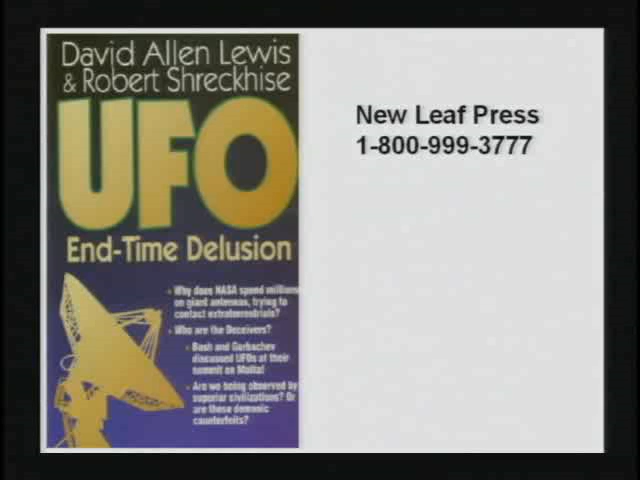 David Allen Lewis
& Robert Shreckhise
UFO
End-Time Delusion
• Why does NASA spend millions
on giant antennas, trying to
contact extraterrestrials?
• Who are the Deceivers?
• Bush and Gorbachev
discussed UFOs at their
summit on Malta!
• Are we being observed by
superior civilizations? Or
are these demonic
counterfeits?
New Leaf Press
1-800-999-3777